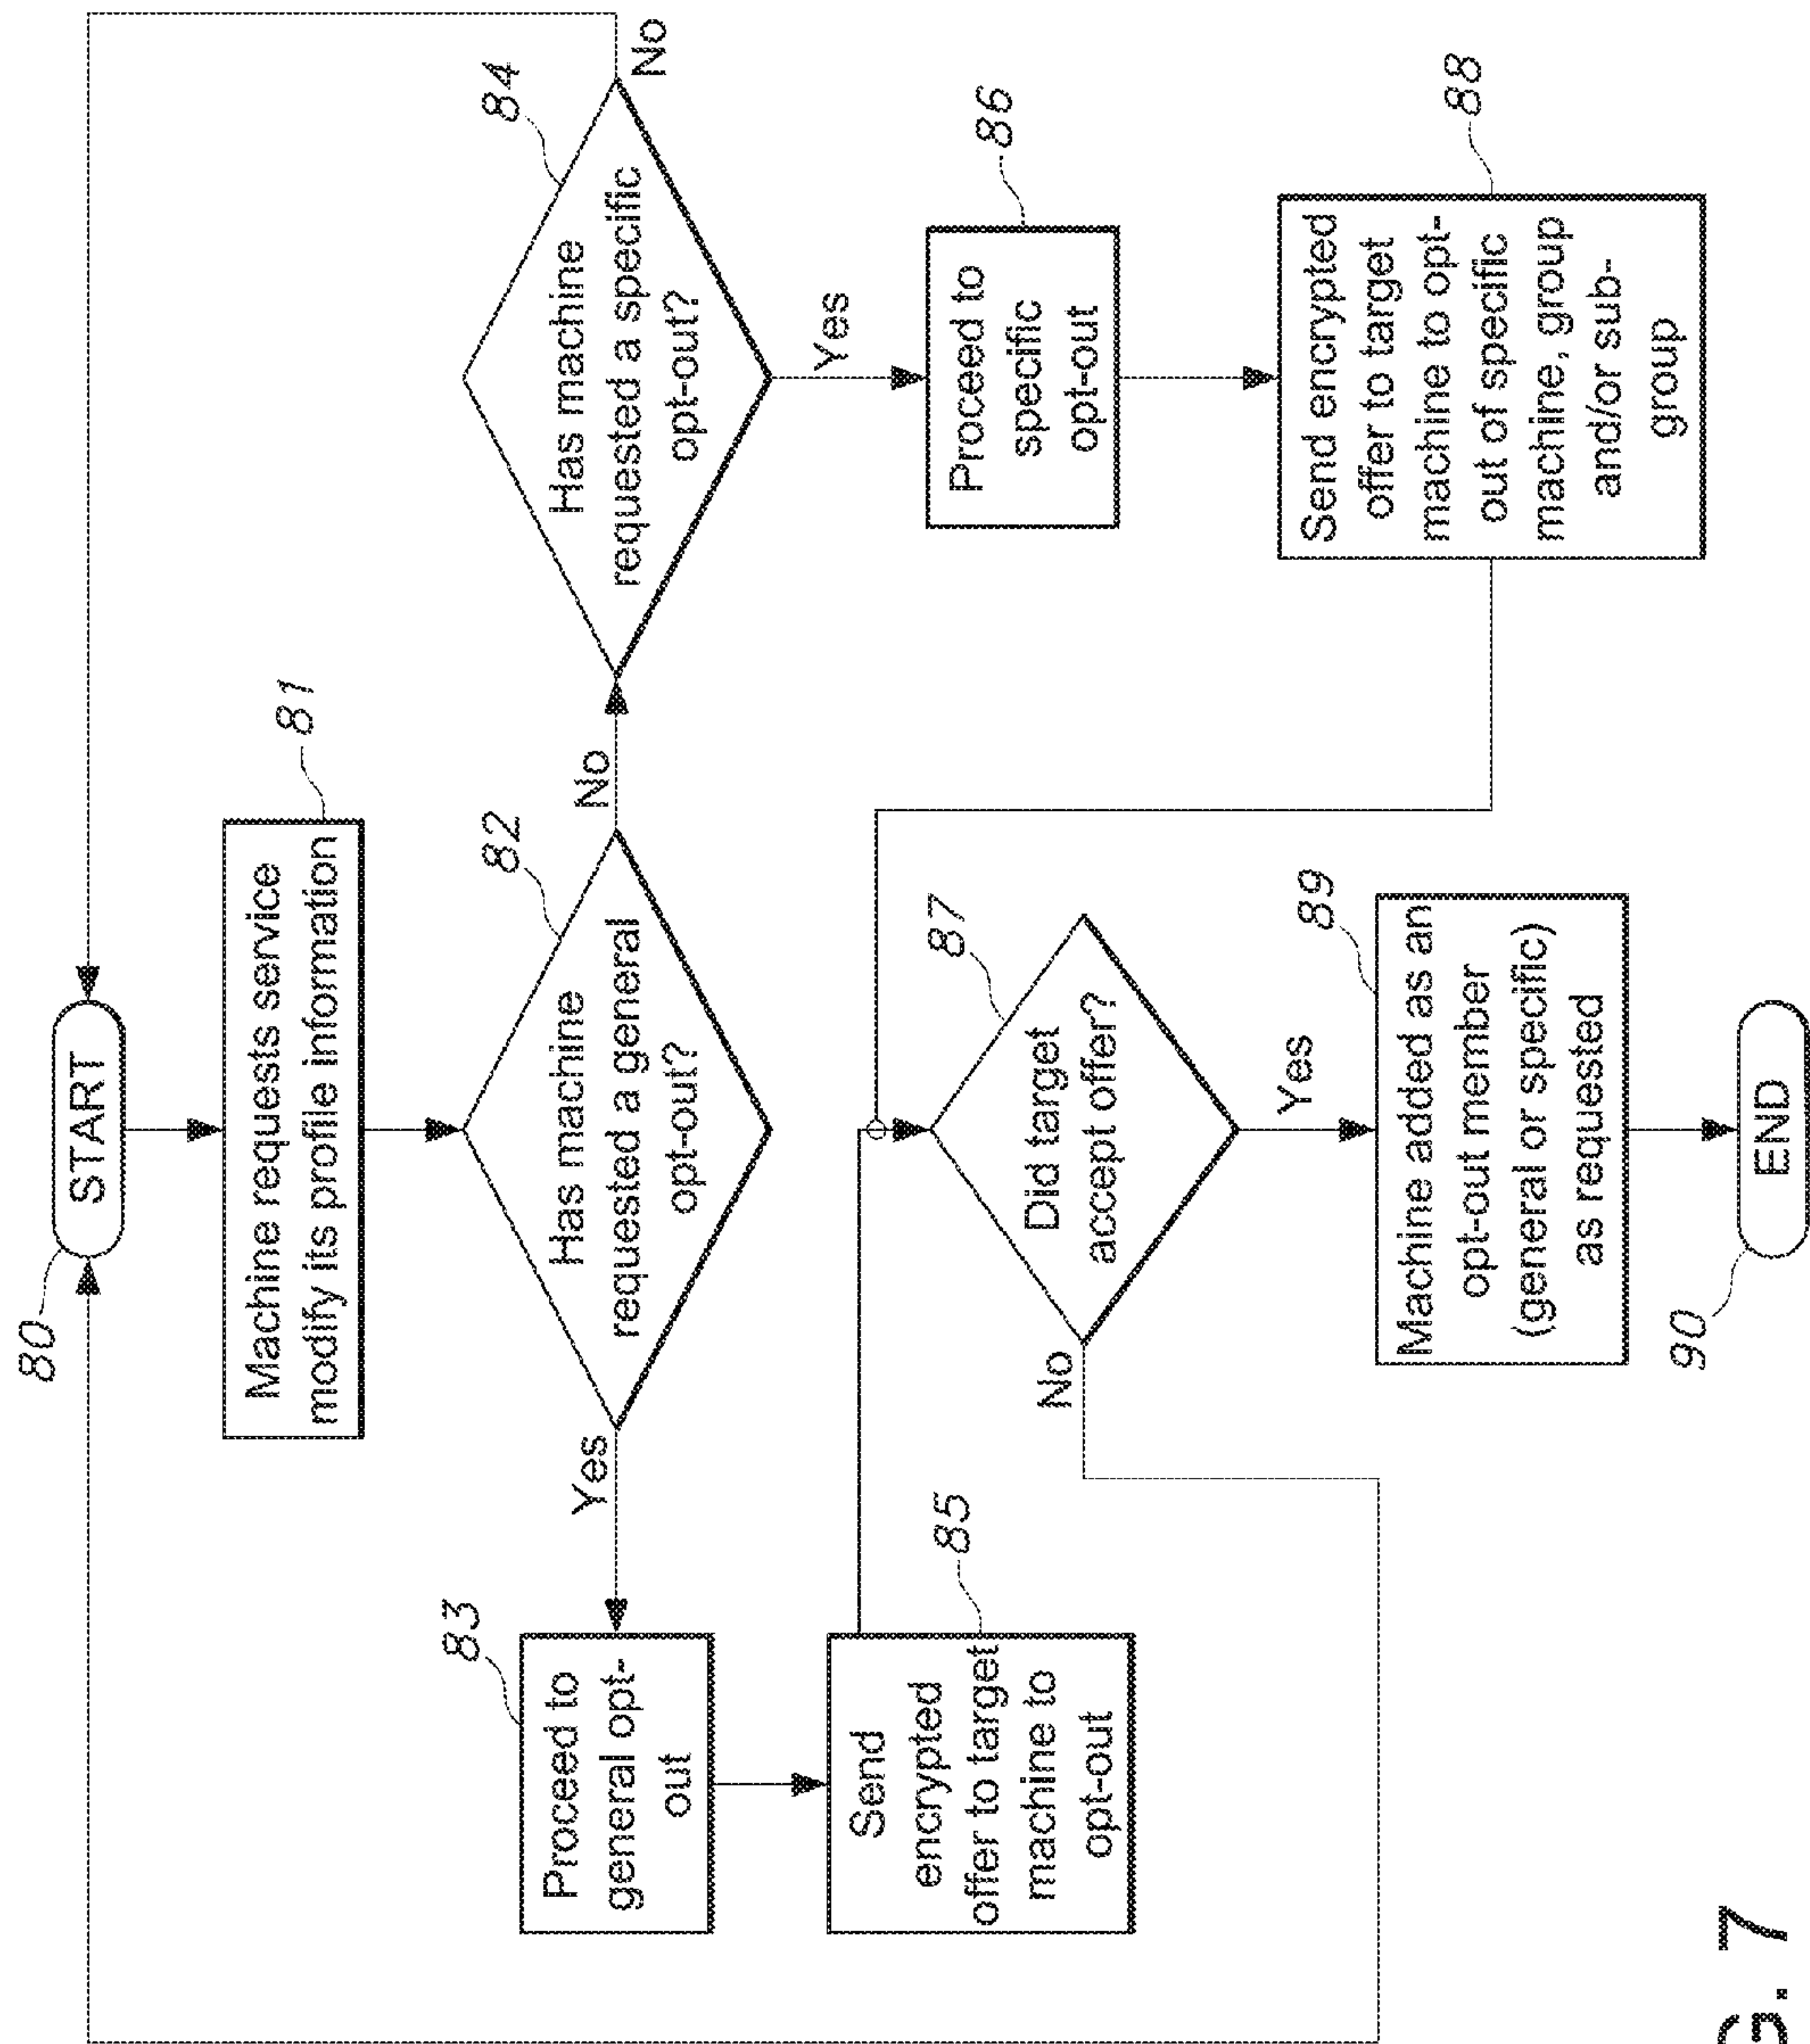 80
START
Machine requests service
modify its profile information
81
Has machine
requested a general
opt-out?
82
Yes
No
Has machine
requested a specific
opt-out?
84
No
Yes
Proceed to
general opt-
out
83
Send
encrypted
offer to target
machine to
opt-out
85
Proceed to
specific
opt-out
86
Send encrypted
offer to target
machine to opt-
out of specific
machine, group
and/or sub-
group
88
Did target
accept offer?
87
No
Yes
Machine added as an
opt-out member
(general or specific)
as requested
89
END
90
G. 7